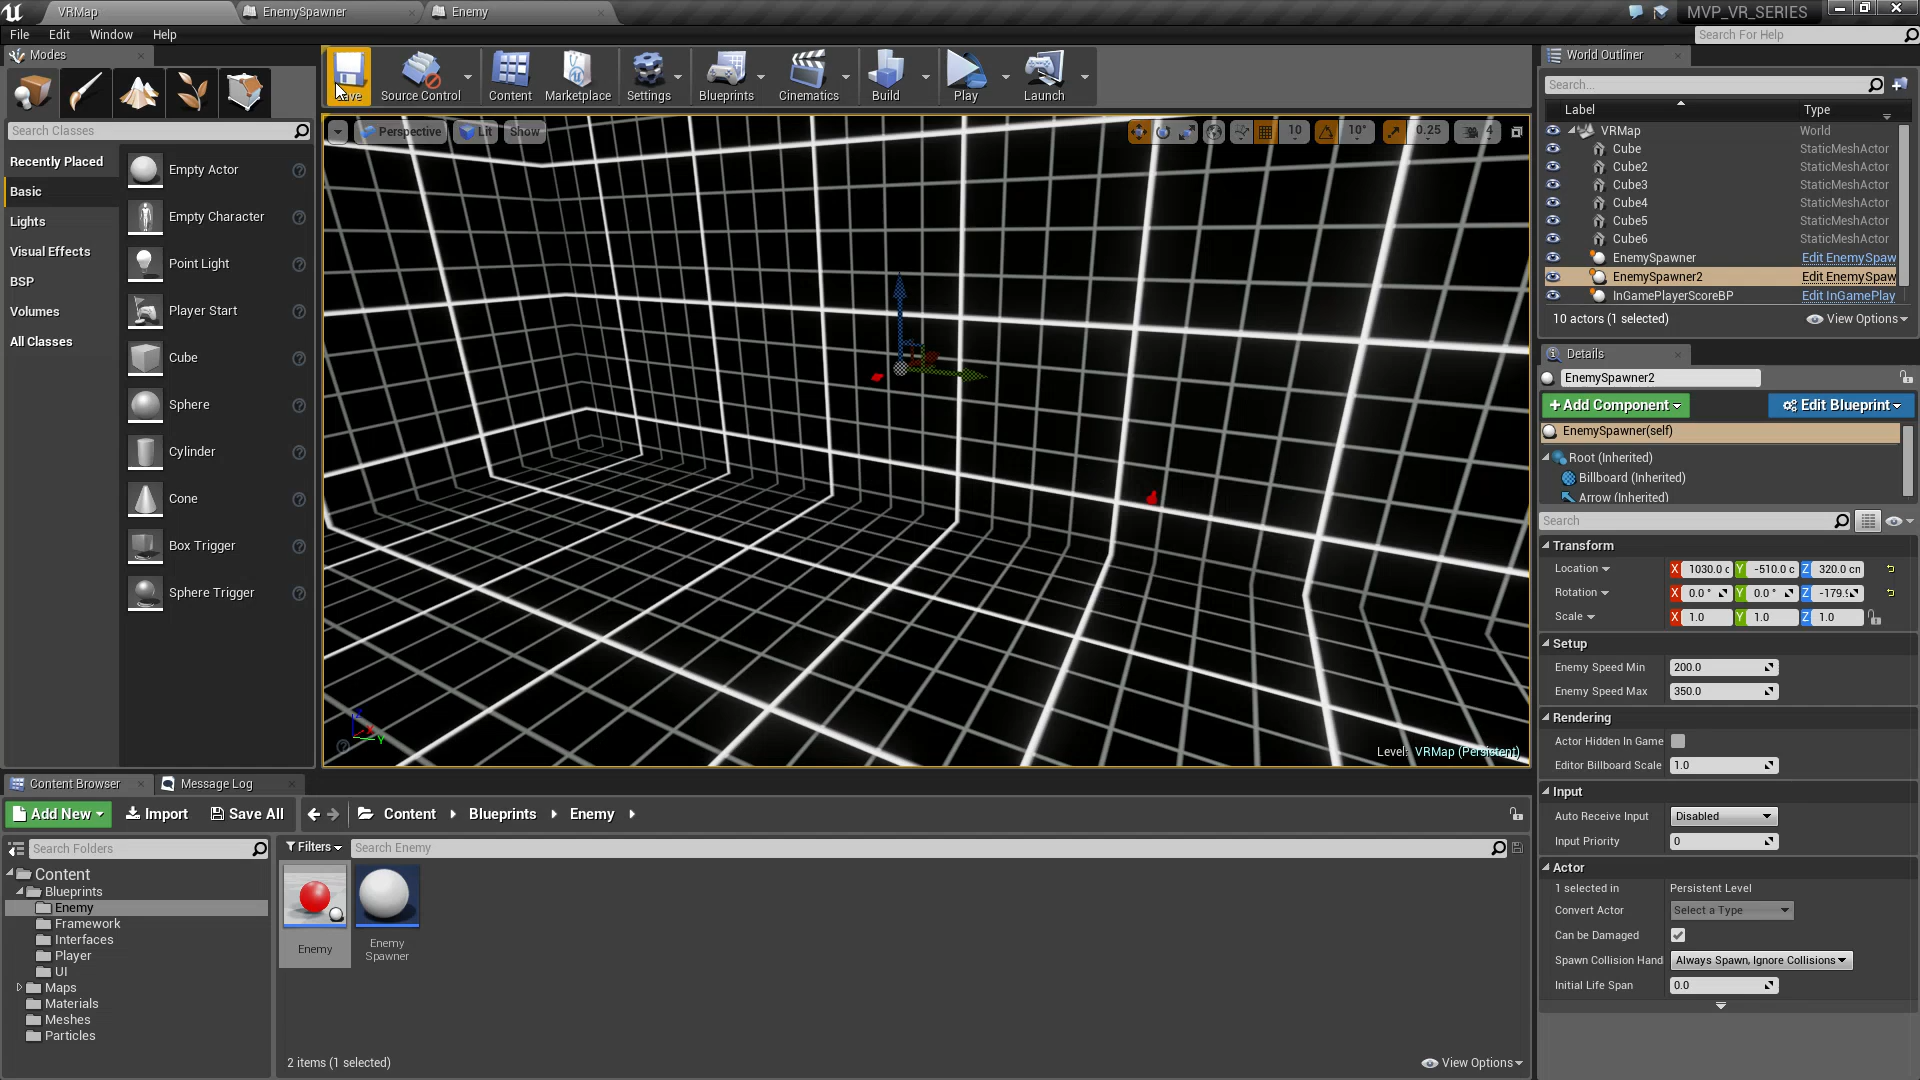 VRMap
EnemySpawner
Enemy
MVP_VR_SERIES
File
Edit
Window
Help
Search For Help
Modes
World Outliner
Source Control
Content
Marketplace
Settings
Blueprints
Cinematics
Build
Play
Launch
Search...
Label
Type
Search Classes
Perspective
Lit
Show
10
10°
0.25
4
VRMap
World
Cube
StaticMeshActor
Cube2
StaticMeshActor
Cube3
StaticMeshActor
Cube4
StaticMeshActor
Cube5
StaticMeshActor
Cube6
StaticMeshActor
EnemySpawner
Edit EnemySpaw
EnemySpawner2
Edit EnemySpaw
InGamePlayerScoreBP
Edit InGamePlay
10 actors (1 selected)
View Options
Recently Placed
Basic
Lights
Visual Effects
BSP
Volumes
All Classes
Empty Actor
Empty Character
Point Light
Player Start
Cube
Sphere
Cylinder
Cone
Box Trigger
Sphere Trigger
Details
EnemySpawner2
+Add Component
Edit Blueprint
EnemySpawner(self)
Root (Inherited)
Billboard (Inherited)
Arrow (Inherited)
Search
Transform
Location
X 1030.0 c Y -510.0 c Z 320.0 cm
Rotation
X 0.0 ° Y 0.0 ° Z -179.9
Scale
X 1.0 Y 1.0 Z 1.0
Setup
Enemy Speed Min
200.0
Enemy Speed Max
350.0
Rendering
Actor Hidden In Game
Editor Billboard Scale
1.0
Input
Auto Receive Input
Disabled
Input Priority
0
Actor
1 selected in
Persistent Level
Convert Actor
Select a Type
Can be Damaged
Spawn Collision Hand
Always Spawn, Ignore Collisions
Initial Life Span
0.0
Z
X
Y
Level: VRMap (Persistent)
Content Browser
Message Log
Add New
Import
Save All
Content
Blueprints
Enemy
Search Folders
Filters
Search Enemy
Content
Blueprints
Enemy
Framework
Interfaces
Player
UI
Maps
Materials
Meshes
Particles
Enemy
Enemy
Spawner
2 items (1 selected)
View Options